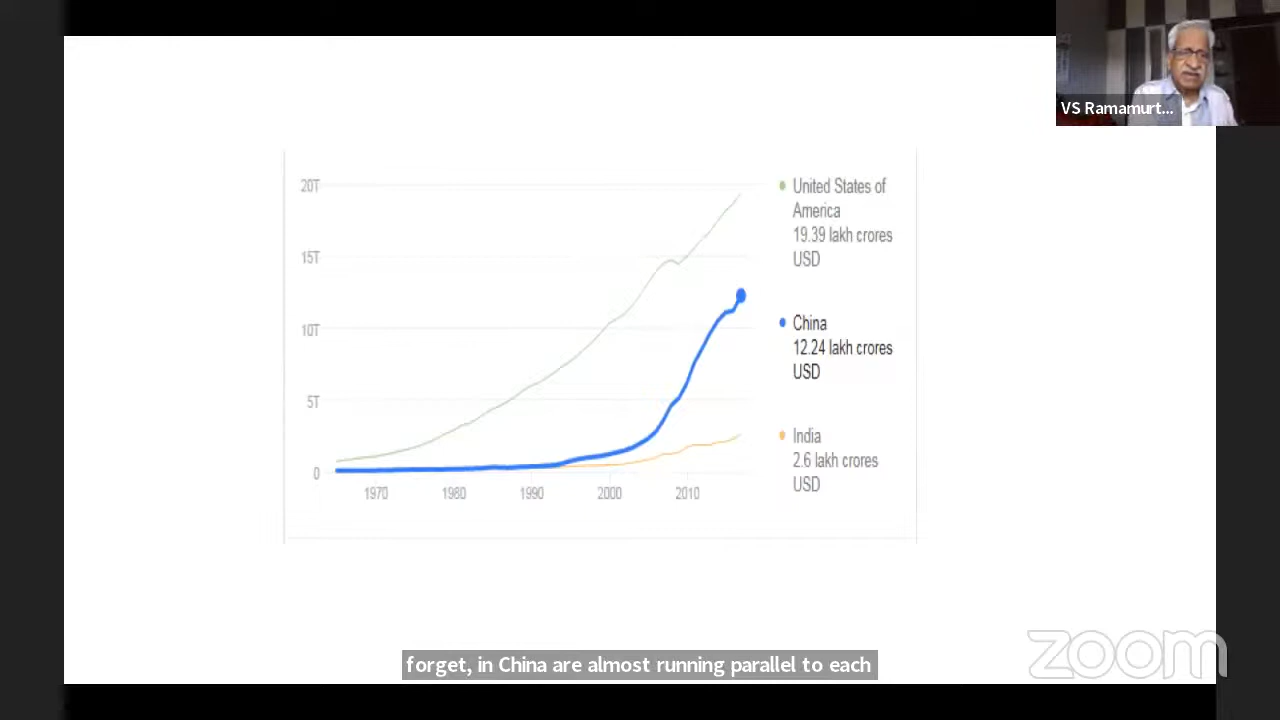 VS Ramamurt...
20T
15T
10T
5T
0
1970 1980 1990 2000 2010
United States of
America
19.39 lakh crores
USD
China
12.24 lakh crores
USD
India
2.6 lakh crores
USD
forget, in China are almost running parallel to each
zoom